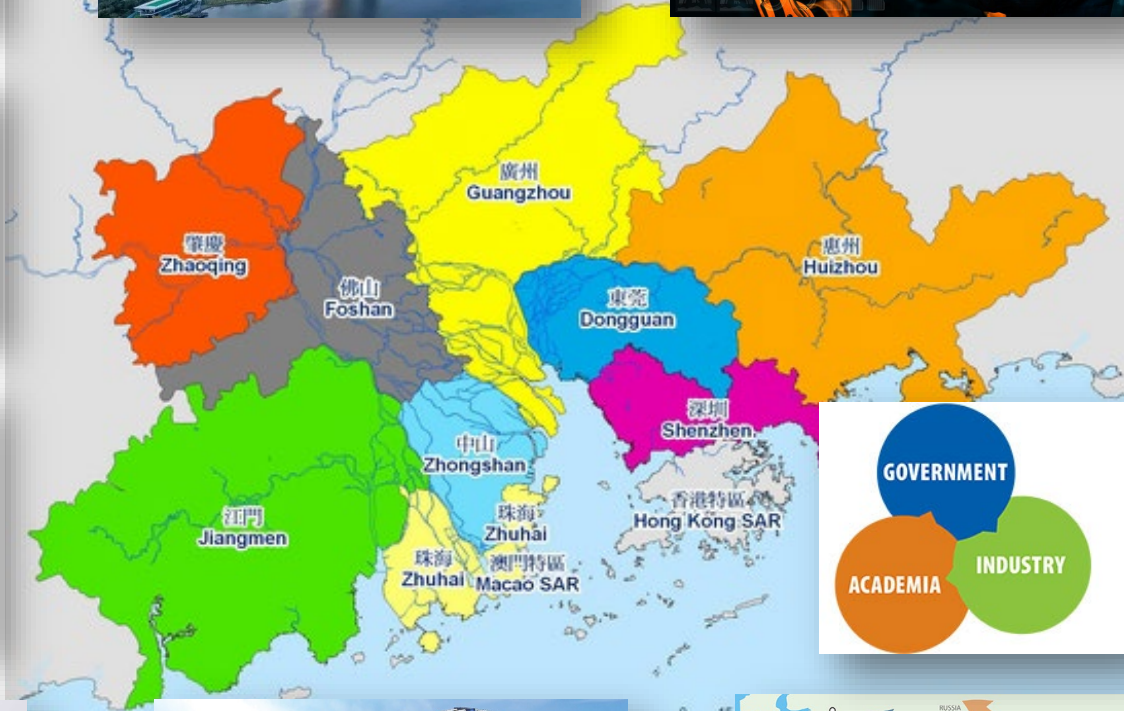 廣州
Guangzhou
肇慶
Zhaoqing
惠州
Huizhou
佛山
Foshan
東莞
Dongguan
深圳
Shenzhen
中山
Zhongshan
香港特區
Hong Kong SAR
江門
Jiangmen
珠海
Zhuhai
珠海
Zhuhai
澳門特區
Macao SAR
GOVERNMENT
INDUSTRY
ACADEMIA
RUSSIA